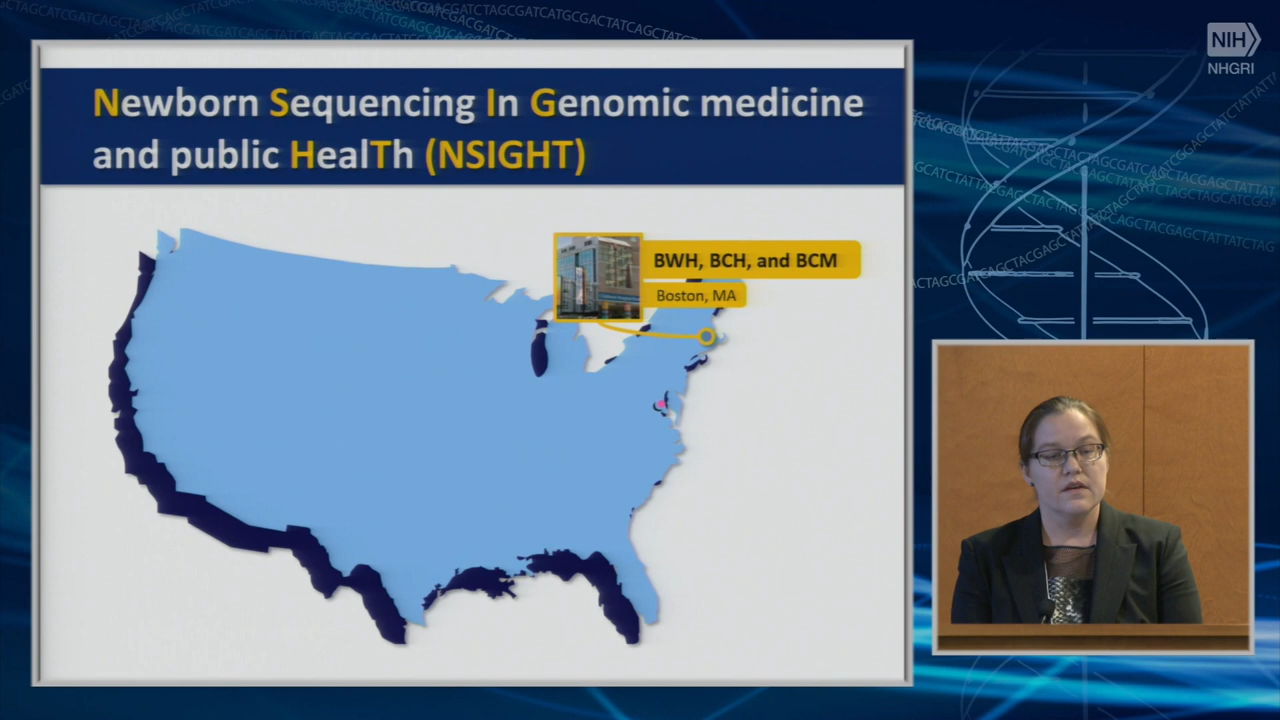 NIH
NHGRI
Newborn Sequencing In Genomic medicine
and public HealTh (NSIGHT)
BWH, BCH, and BCM
Boston, MA